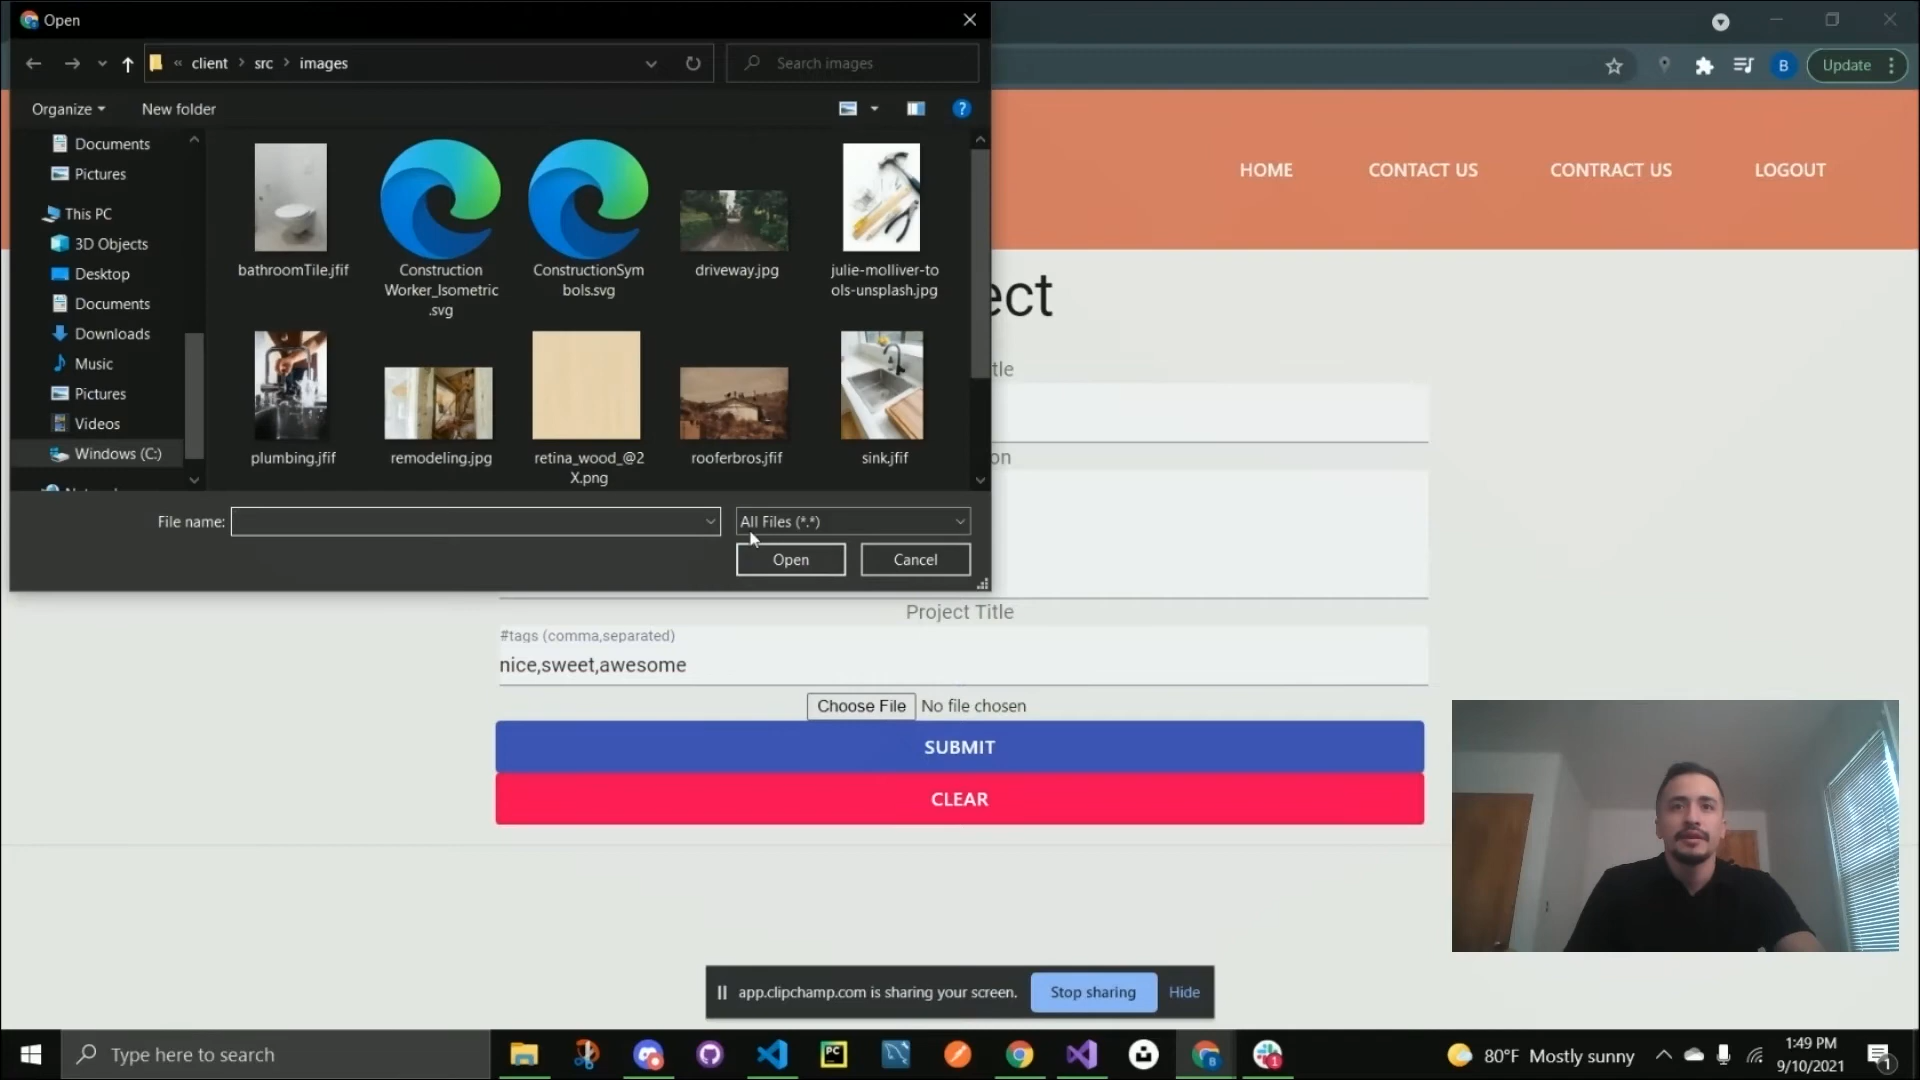 Open
« client › src › images
Search images
Organize
New folder
Documents
Pictures
This PC
3D Objects
Desktop
Documents
Downloads
Music
Pictures
Videos
Windows (C:)
bathroomTile.jfif
Construction
Worker_Isometric
.svg
ConstructionSym
bols.svg
driveway.jpg
julie-molliver-to
ols-unsplash.jpg
plumbing.jfif
remodeling.jpg
retina_wood_@2
X.png
rooferbros.jfif
sink.jfif
File name:
All Files (*.*)
Open
Cancel
B
Update
HOME
CONTACT US
CONTRACT US
LOGOUT
ect
tle
on
Project Title
#tags (comma,separated)
nice,sweet,awesome
Choose File
No file chosen
SUBMIT
CLEAR
app.clipchamp.com is sharing your screen.
Stop sharing
Hide
Type here to search
PC
B
1
80°F Mostly sunny
1:49 PM
9/10/2021
1